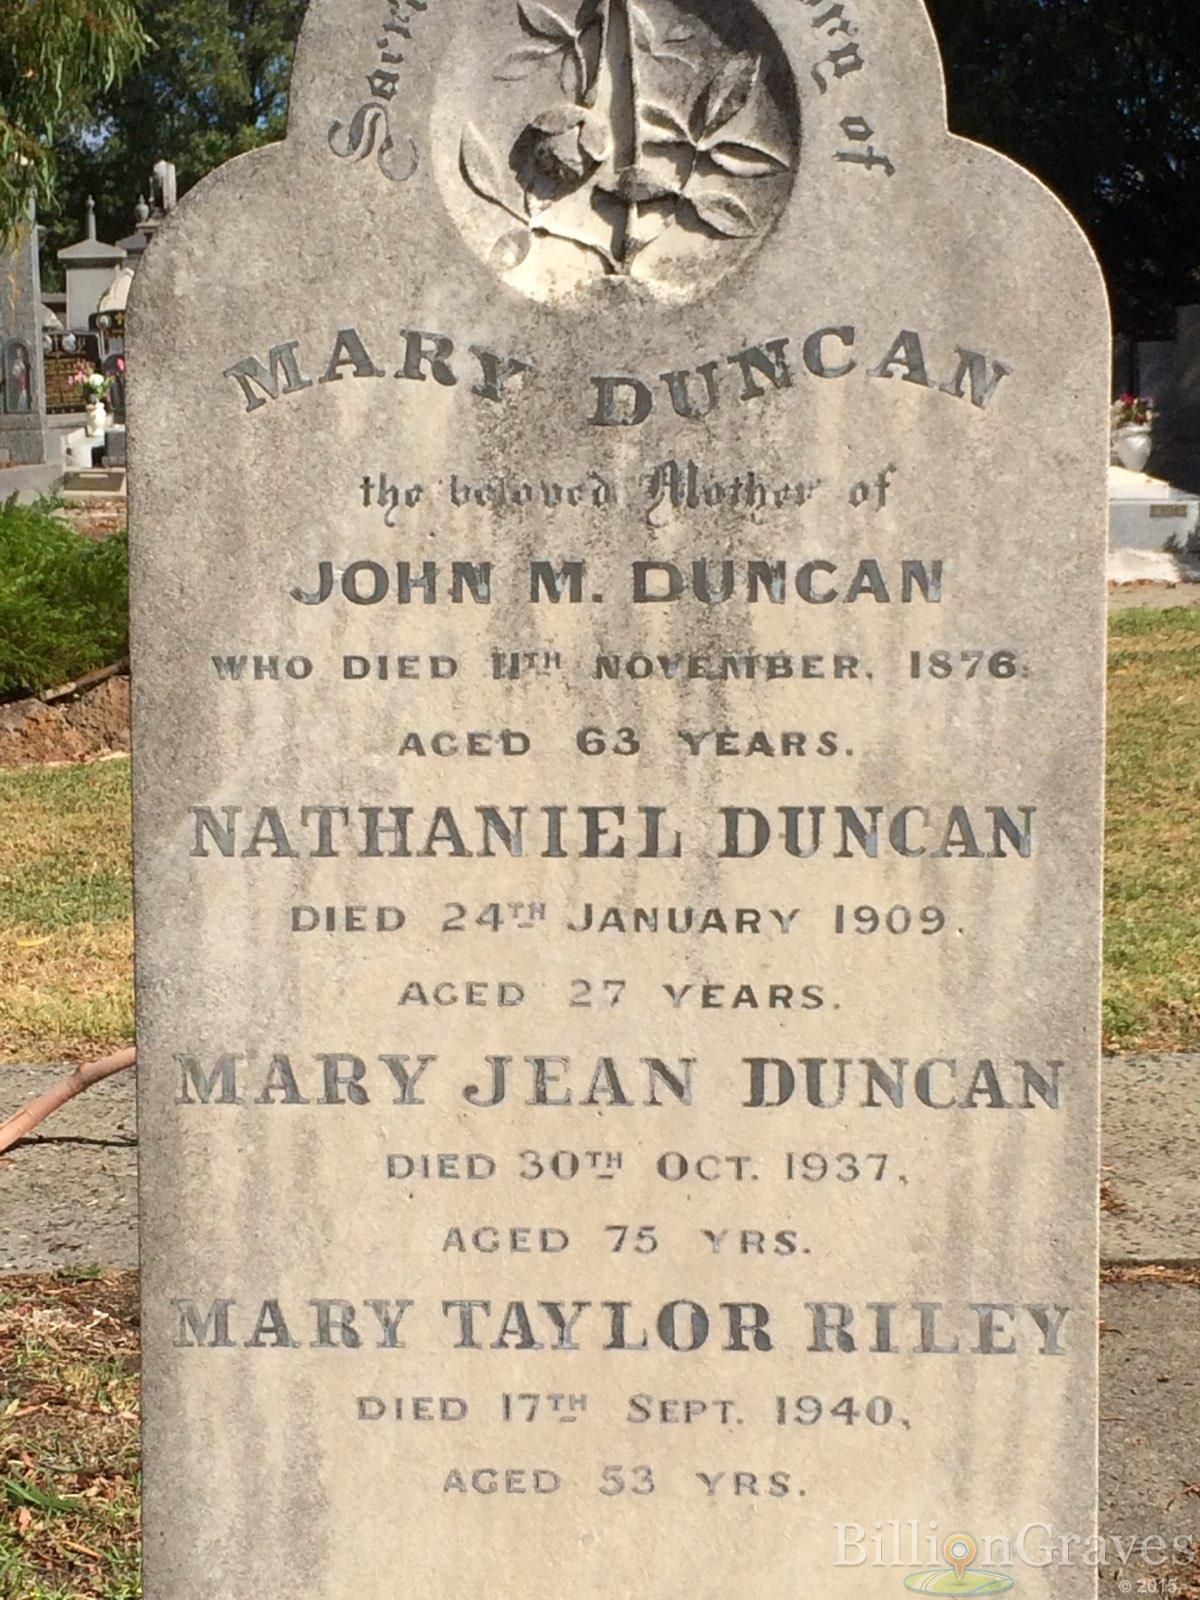 Sac
of
MARY DUNCAN
the beloved Mother of
JOHN M. DUNCAN
WHO DIED 11TH NOVEMBER, 1876.
AGED 63 YEARS.
NATHANIEL DUNCAN
DIED 24TH JANUARY 1909.
AGED 27 YEARS.
MARY JEAN DUNCAN
DIED 30TH OCT. 1937,
AGED 75 YRS.
MARY TAYLOR RILEY
DIED 17TH SEPT. 1940,
AGED 53 YRS.
BillionGraves
© 2015